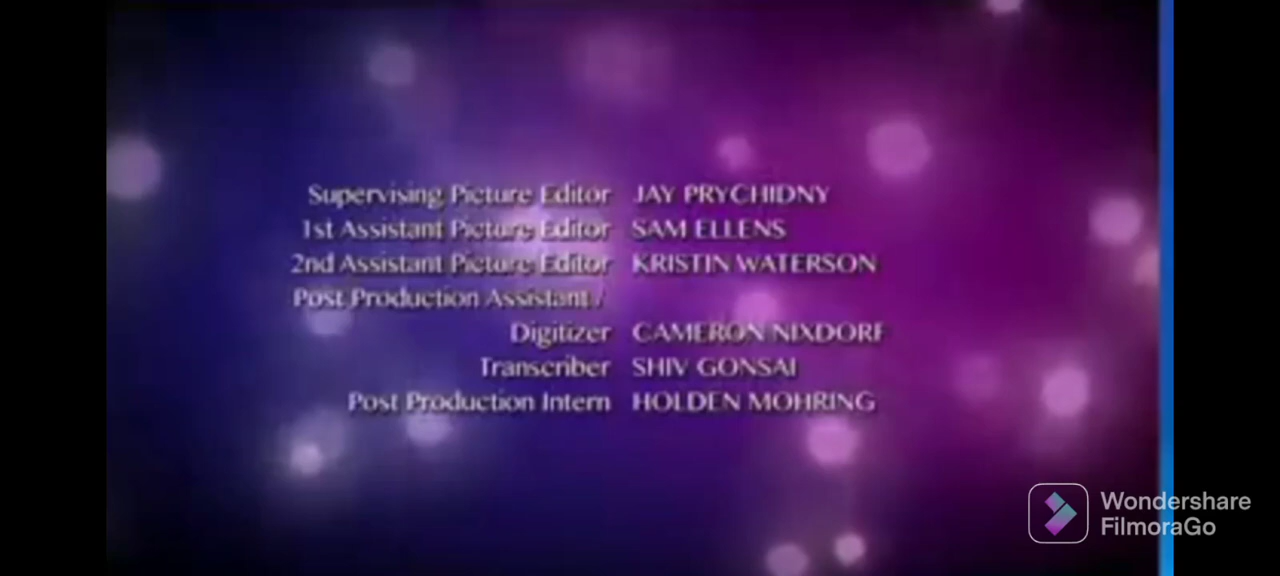 Supervising Picture Editor JAY PRYCHIDNY
1st Assistant Picture Editor SAM ELLENS
2nd Assistant Picture Editor KRISTIN WATERSON
Post Production Assistant /
Digitizer CAMERON NIXDORF
Transcriber SHIV GONSAI
Post Production Intern HOLDEN MOHRING
Wondershare
FilmoraGo